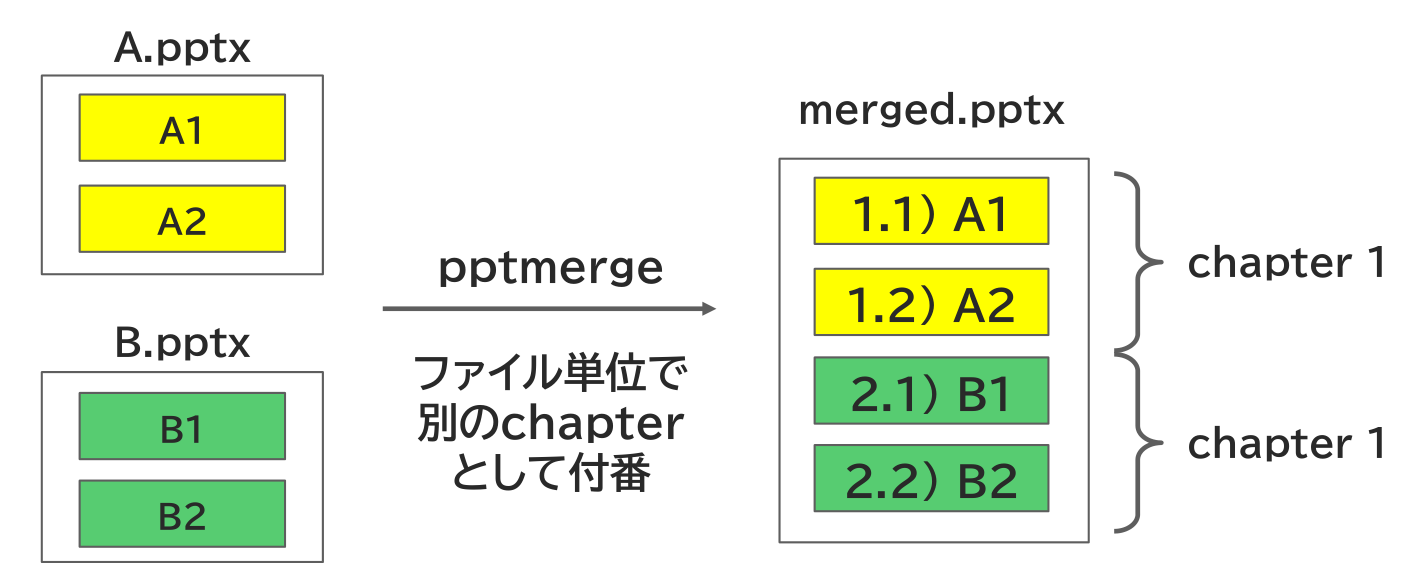 A.pptx
A1
A2
B.pptx
B1
B2
pptmerge
ファイル単位で
別のchapter
として付番
merged.pptx
1.1) A1
1.2) A2
2.1) B1
2.2) B2
chapter 1
chapter 1